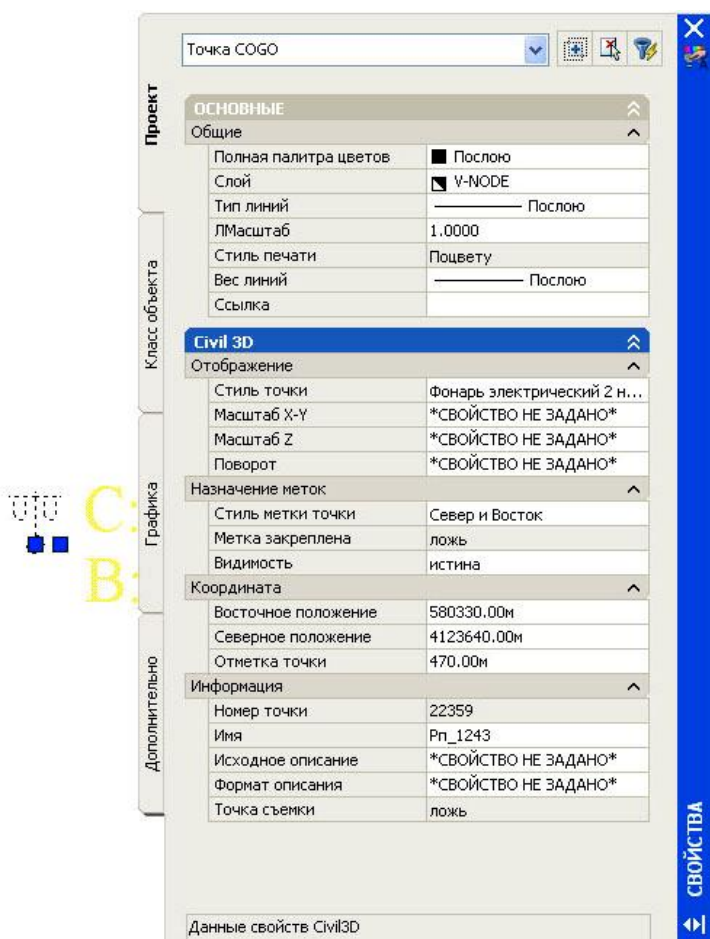 Точка COGO
Проект
Класс объекта
Графика
Дополнительно
ОСНОВНЫЕ
Общие
Полная палитра цветов Послою
Слой V-NODE
Тип линий Послою
ЛМасштаб 1.0000
Стиль печати Поцвету
Вес линий Послою
Ссылка
Civil 3D
Отображение
Стиль точки Фонарь электрический 2 н...
Масштаб X-Y *СВОЙСТВО НЕ ЗАДАНО*
Масштаб Z *СВОЙСТВО НЕ ЗАДАНО*
Поворот *СВОЙСТВО НЕ ЗАДАНО*
Назначение меток
Стиль метки точки Север и Восток
Метка закреплена ложь
Видимость истина
Координата
Восточное положение 580330.00м
Северное положение 4123640.00м
Отметка точки 470.00м
Информация
Номер точки 22359
Имя Рп_1243
Исходное описание *СВОЙСТВО НЕ ЗАДАНО*
Формат описания *СВОЙСТВО НЕ ЗАДАНО*
Точка съемки ложь
Данные свойств Civil3D
СВОЙСТВА
С:
В: